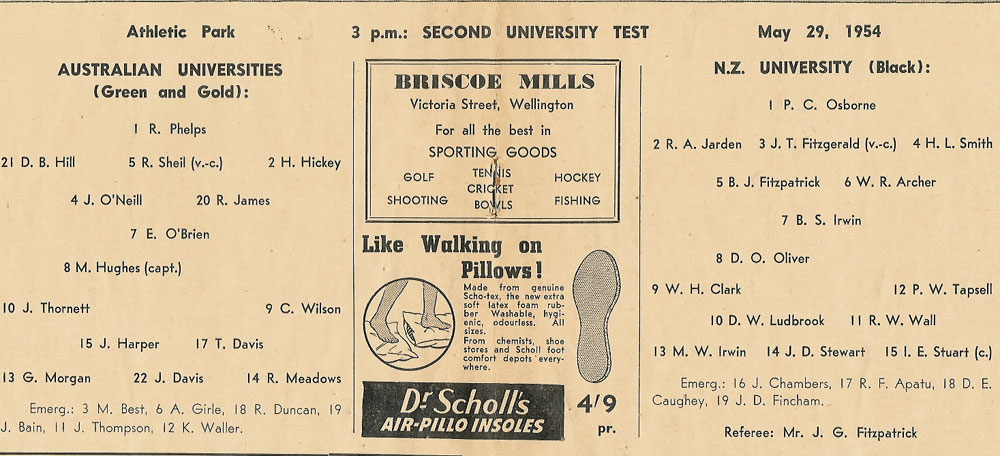 Athletic Park
3 p.m.: SECOND UNIVERSITY TEST
May 29, 1954
AUSTRALIAN UNIVERSITIES
(Green and Gold):
1 R. Phelps
21 D. B. Hill 5 R. Sheil (v.-c.) 2 H. Hickey
4 J. O'Neill 20 R. James
7 E. O'Brien
8 M. Hughes (capt.)
10 J. Thornett 9 C. Wilson
15 J. Harper 17 T. Davis
13 G. Morgan 22 J. Davis 14 R. Meadows
Emerg.: 3 M. Best, 6 A. Girle, 18 R. Duncan, 19
J. Bain, 11 J. Thompson, 12 K. Waller.
BRISCOE MILLS
Victoria Street, Wellington
For all the best in
SPORTING GOODS
GOLF TENNIS HOCKEY
CRICKET
SHOOTING BOWLS FISHING
Like Walking on
Pillows!
Made from genuine
Scho-tex, the new extra
soft latex foam rub-
ber Washable, hygi-
enic, odourless. All
sizes.
From chemists, shoe
stores and Scholl foot
comfort depots every-
where.
Dr Scholl's
AIR-PILLO INSOLES
4/9
pr.
N.Z. UNIVERSITY (Black):
1 P. C. Osborne
2 R. A. Jarden 3 J. T. Fitzgerald (v.-c.) 4 H. L. Smith
5 B. J. Fitzpatrick 6 W. R. Archer
7 B. S. Irwin
8 D. O. Oliver
9 W. H. Clark 12 P. W. Tapsell
10 D. W. Ludbrook 11 R. W. Wall
13 M. W. Irwin 14 J. D. Stewart 15 I. E. Stuart (c.)
Emerg.: 16 J. Chambers, 17 R. F. Apatu, 18 D. E.
Caughey, 19 J. D. Fincham.
Referee: Mr. J. G. Fitzpatrick